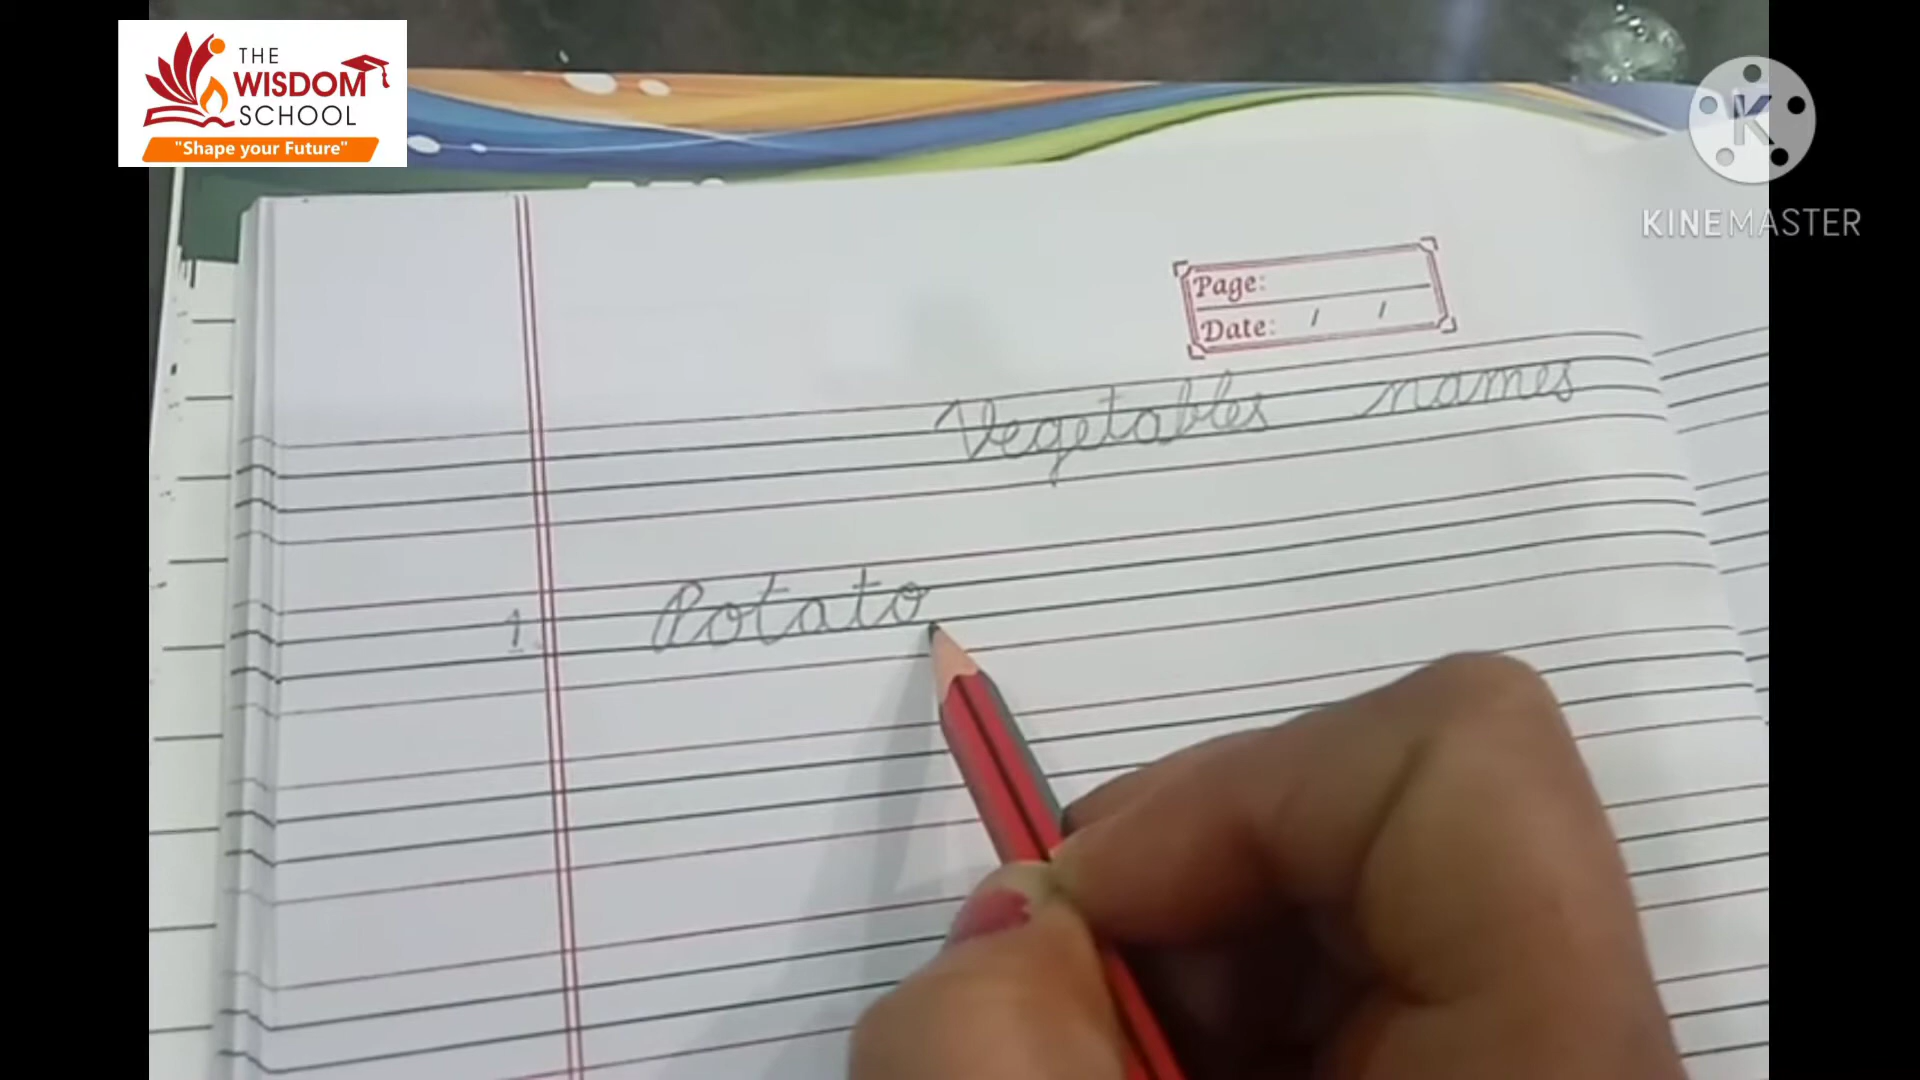 THE
WISDOM
SCHOOL
"Shape your Future"
K
KINEMASTER
Page:
Date: / /
Vegetables names
1. Potato